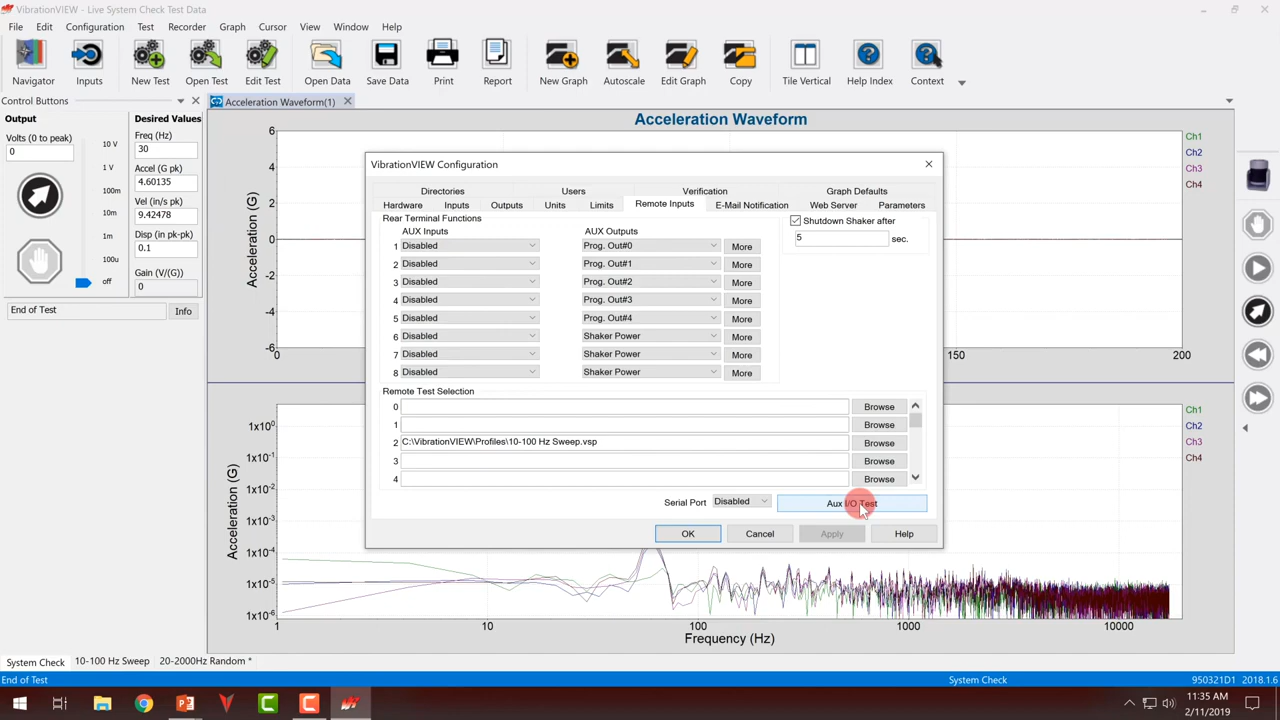 VibrationVIEW - Live System Check Test Data
File Edit Configuration Test Recorder Graph Cursor View Window Help
Navigator Inputs New Test Open Test Edit Test Open Data Save Data Print Report New Graph Autoscale Edit Graph Copy Tile Vertical Help Index Context
Control Buttons
Acceleration Waveform(1)
Output
Desired Values
Volts (0 to peak)
0
10 V
1 V
100m
10m
1m
100u
off
Freq (Hz)
30
Accel (G pk)
4.60135
Vel (in/s pk)
9.42478
Disp (in pk-pk)
0.1
Gain (V/(G))
0
End of Test
Info
Acceleration Waveform
Acceleration (G)
6
4
2
0
-2
-4
-6
0
150
200
Ch1
Ch2
Ch3
Ch4
VibrationVIEW Configuration
Directories Users Verification Graph Defaults
Hardware Inputs Outputs Units Limits Remote Inputs E-Mail Notification Web Server Parameters
Rear Terminal Functions
AUX Inputs AUX Outputs
1 Disabled Prog. Out#0 More
2 Disabled Prog. Out#1 More
3 Disabled Prog. Out#2 More
4 Disabled Prog. Out#3 More
5 Disabled Prog. Out#4 More
6 Disabled Shaker Power More
7 Disabled Shaker Power More
8 Disabled Shaker Power More
Shutdown Shaker after
5 sec.
Remote Test Selection
0 Browse
1 Browse
2 C:\VibrationVIEW\Profiles\10-100 Hz Sweep.vsp Browse
3 Browse
4 Browse
Serial Port Disabled Aux I/O Test
OK Cancel Apply Help
Acceleration (G)
1x10⁰
1x10⁻¹
1x10⁻²
1x10⁻³
1x10⁻⁴
1x10⁻⁵
1x10⁻⁶
1 10 100 1000 10000
Frequency (Hz)
Ch1
Ch2
Ch3
Ch4
System Check 10-100 Hz Sweep 20-2000Hz Random *
End of Test System Check 950321D1 2018.1.6
11:35 AM
2/11/2019